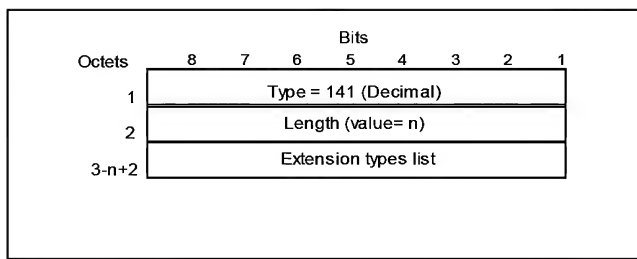 Bits
Octets 8 7 6 5 4 3 2 1
1 Type = 141 (Decimal)
2 Length (value= n)
3-n+2 Extension types list